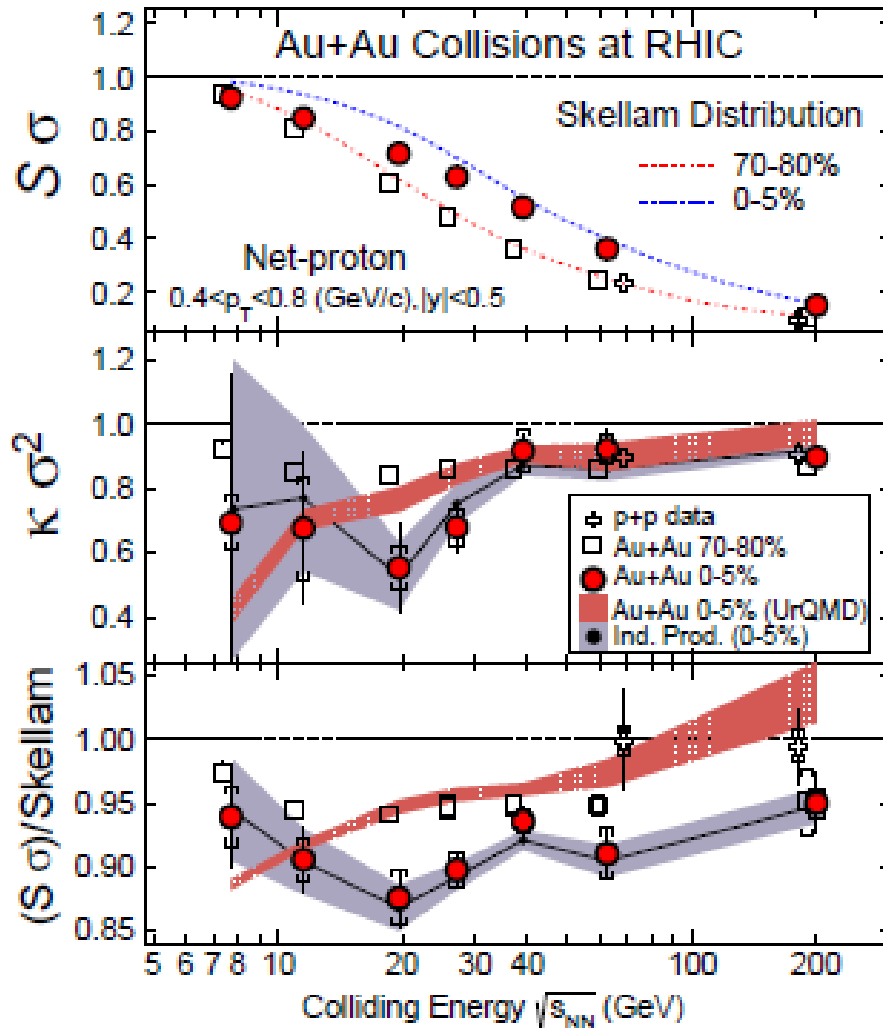 Au+Au Collisions at RHIC
Skellam Distribution
70-80%
0-5%
Net-proton
0.4<p_T<0.8 (GeV/c),|y|<0.5
S σ
1.2
1.0
0.8
0.6
0.4
0.2
κ σ²
1.2
1.0
0.8
0.6
0.4
p+p data
Au+Au 70-80%
Au+Au 0-5%
Au+Au 0-5% (UrQMD)
Ind. Prod. (0-5%)
(S σ)/Skellam
1.05
1.00
0.95
0.90
0.85
5 6 7 8 10 20 30 40 100 200
Colliding Energy √s_NN (GeV)